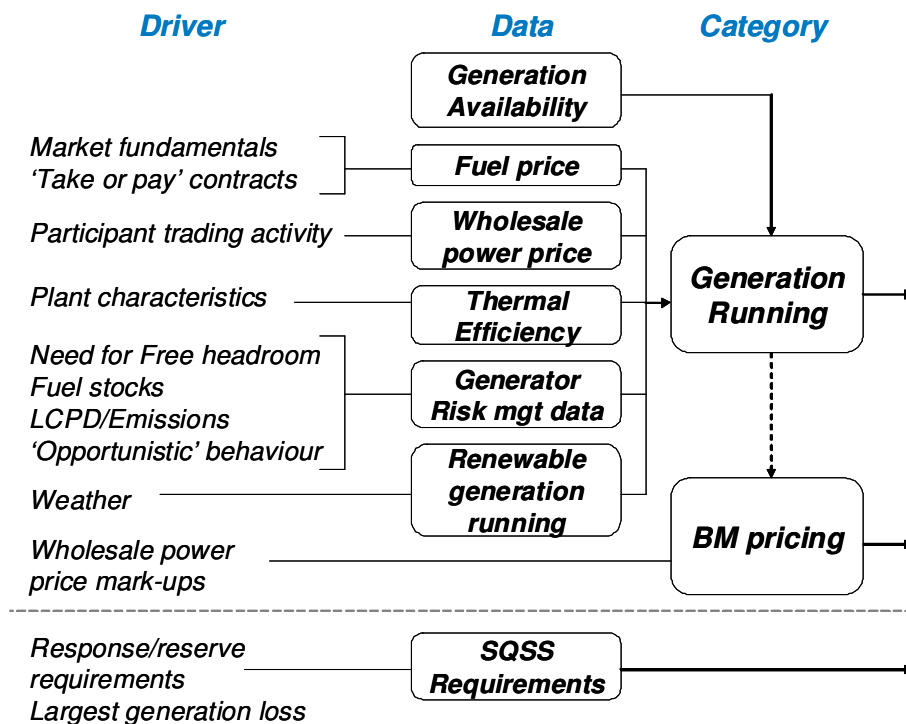 Driver
Data
Category
Generation
Availability
Market fundamentals
‘Take or pay’ contracts
Fuel price
Participant trading activity
Wholesale
power price
Plant characteristics
Thermal
Efficiency
Generation
Running
Need for Free headroom
Fuel stocks
LCPD/Emissions
‘Opportunistic’ behaviour
Generator
Risk mgt data
Weather
Renewable
generation
running
BM pricing
Wholesale power
price mark-ups
Response/reserve
requirements
Largest generation loss
SQSS
Requirements